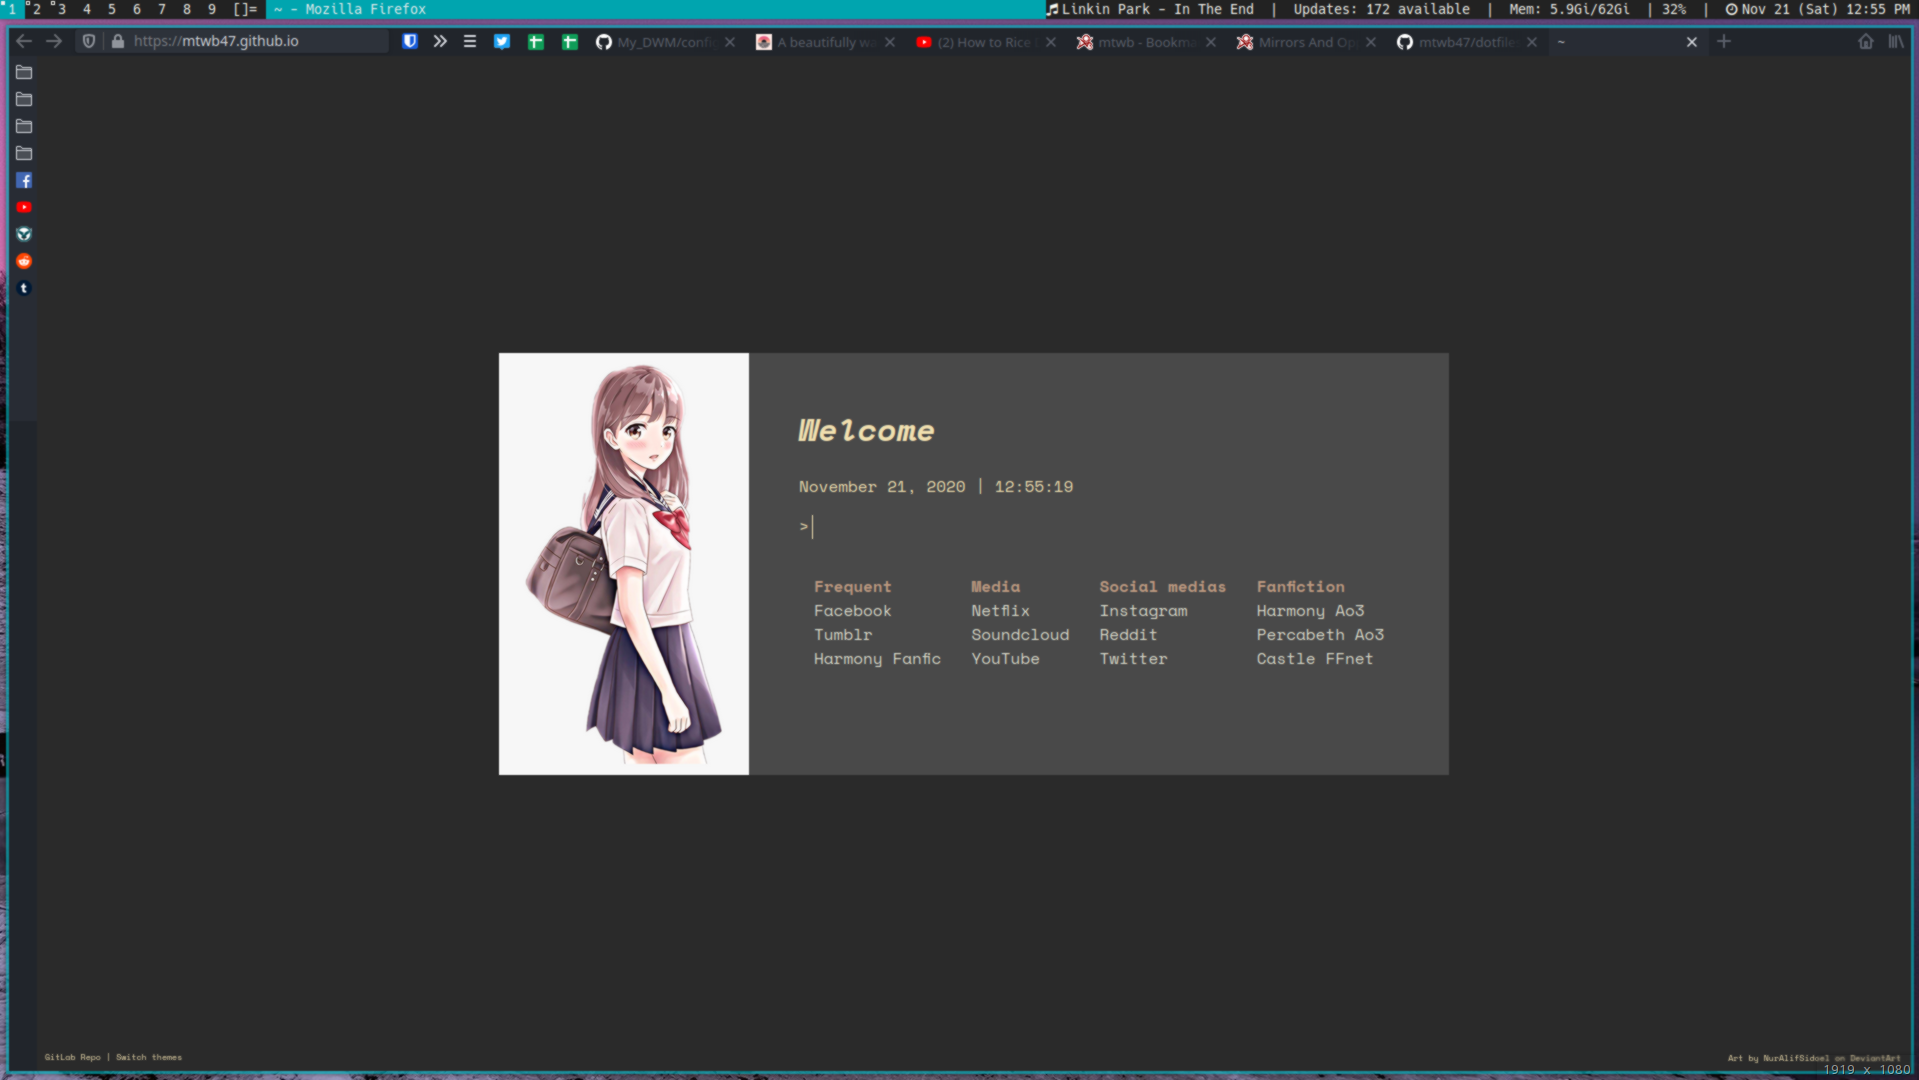 1 2 3 4 5 6 7 8 9 []= ~ - Mozilla Firefox Linkin Park - In The End | Updates: 172 available | Mem: 5.9Gi/62Gi | 32% | Nov 21 (Sat) 12:55 PM
https://mtwb47.github.io My_DWM/config A beautifully wa (2) How to Rice mtwb - Bookma Mirrors And Op mtwb47/dotfile ~
Welcome
November 21, 2020 | 12:55:19
>
Frequent Media Social medias Fanfiction
Facebook Netflix Instagram Harmony Ao3
Tumblr Soundcloud Reddit Percabeth Ao3
Harmony Fanfic YouTube Twitter Castle FFnet
GitLab Repo | Switch themes
Art by NurAlifSidoel on DeviantArt
1919 x 1080